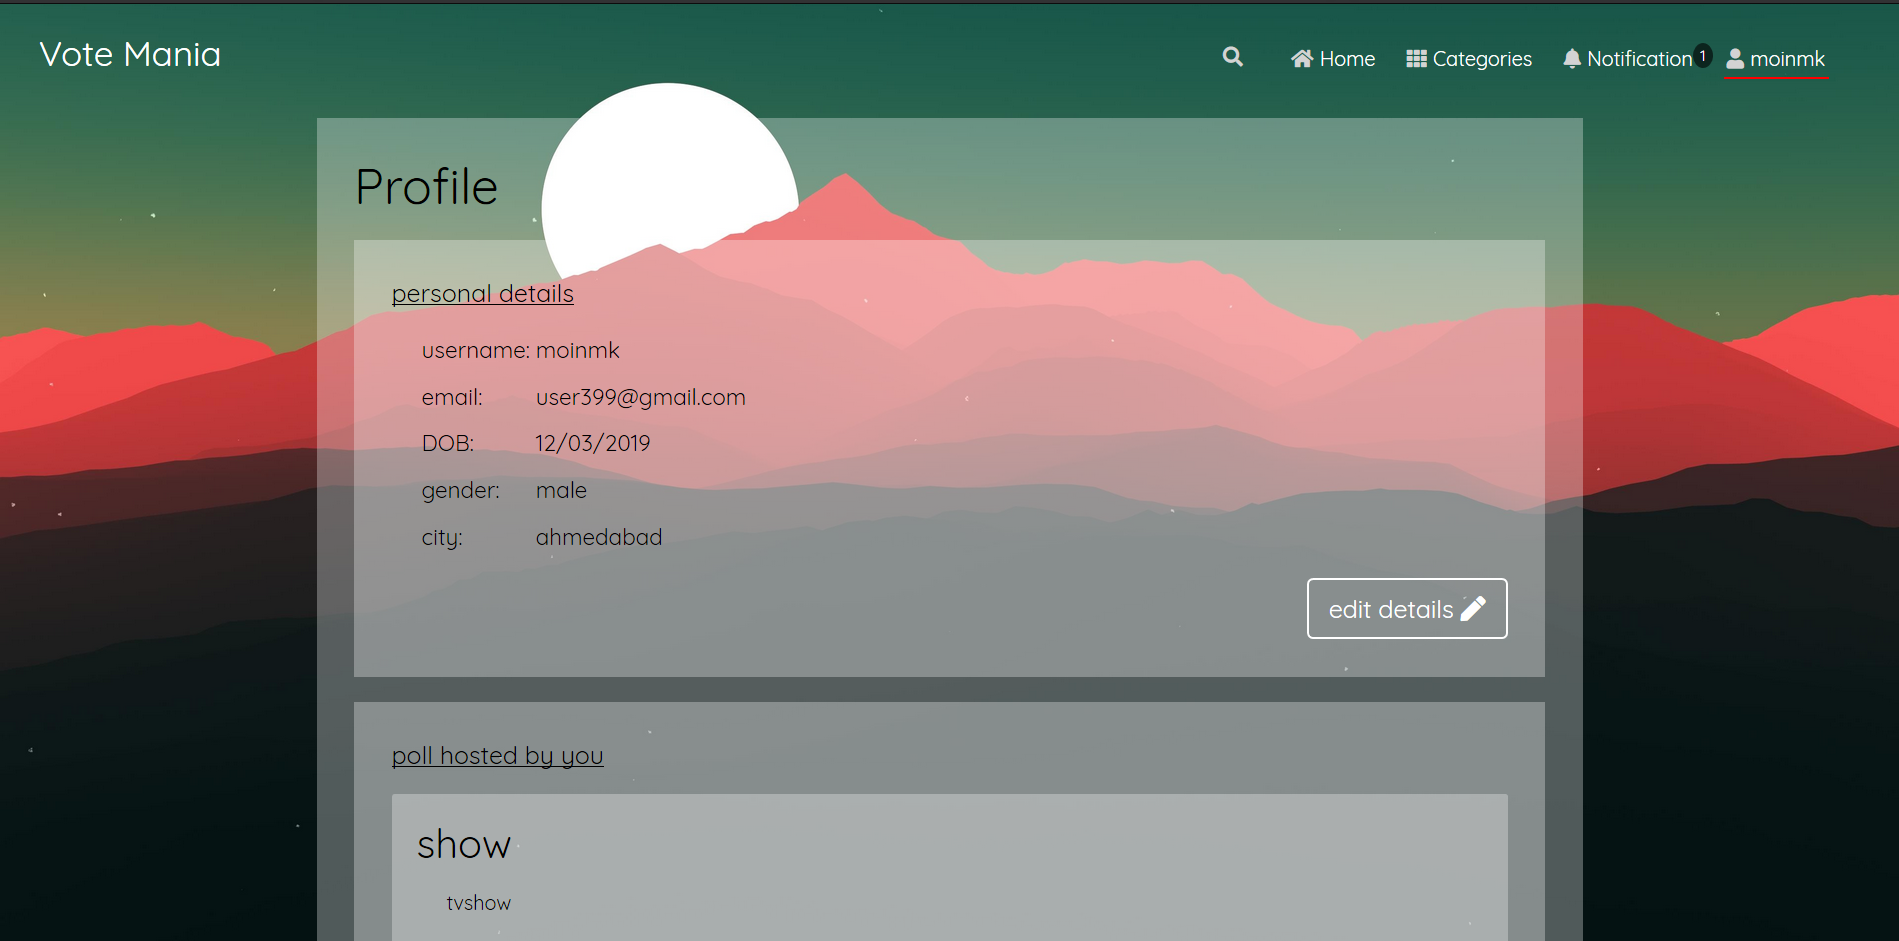 Vote Mania
Home Categories Notification 1 moinmk
Profile
personal details
username: moinmk
email: user399@gmail.com
DOB: 12/03/2019
gender: male
city: ahmedabad
edit details
poll hosted by you
show
tvshow